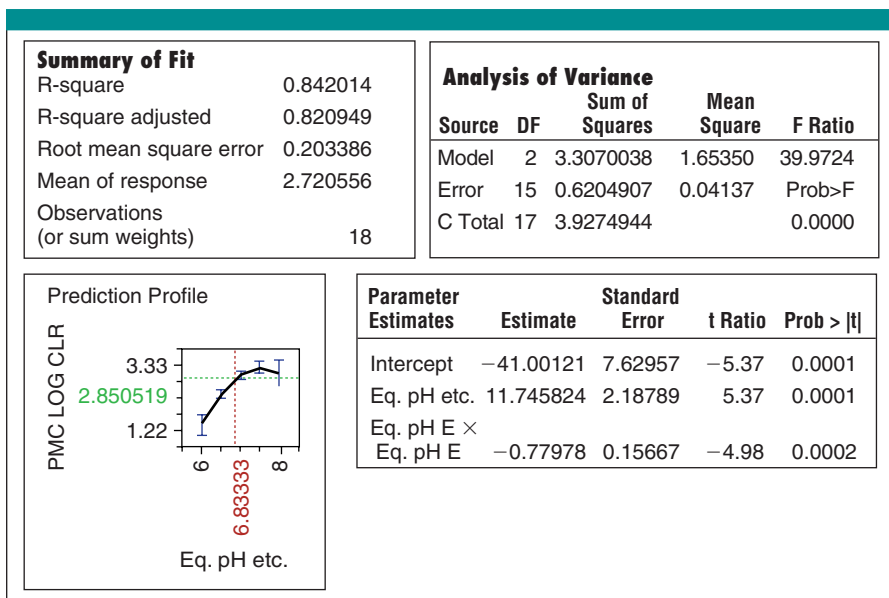 Summary of Fit
R-square 0.842014
R-square adjusted 0.820949
Root mean square error 0.203386
Mean of response 2.720556
Observations
(or sum weights) 18
Analysis of Variance
Sum of Mean
Source DF Squares Square F Ratio
Model 2 3.3070038 1.65350 39.9724
Error 15 0.6204907 0.04137 Prob>F
C Total 17 3.9274944 0.0000
Prediction Profile
PMC LOG CLR
3.33
2.850519
1.22
6
6.83333
8
Eq. pH etc.
Parameter Standard
Estimates Estimate Error t Ratio Prob > |t|
Intercept −41.00121 7.62957 −5.37 0.0001
Eq. pH etc. 11.745824 2.18789 5.37 0.0001
Eq. pH E ×
Eq. pH E −0.77978 0.15667 −4.98 0.0002